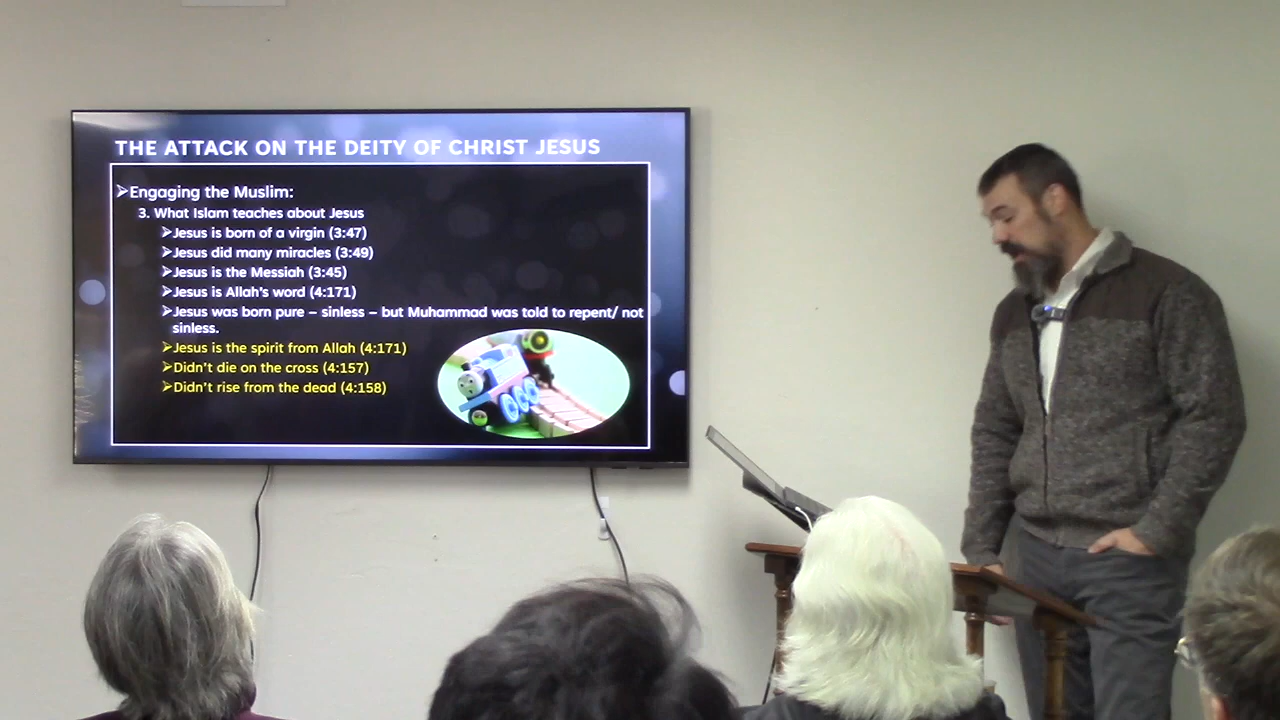 THE ATTACK ON THE DEITY OF CHRIST JESUS
➤Engaging the Muslim:
3. What Islam teaches about Jesus
➤Jesus is born of a virgin (3:47)
➤Jesus did many miracles (3:49)
➤Jesus is the Messiah (3:45)
➤Jesus is Allah's word (4:171)
➤Jesus was born pure – sinless – but Muhammad was told to repent/ not
sinless.
➤Jesus is the spirit from Allah (4:171)
➤Didn't die on the cross (4:157)
➤Didn't rise from the dead (4:158)